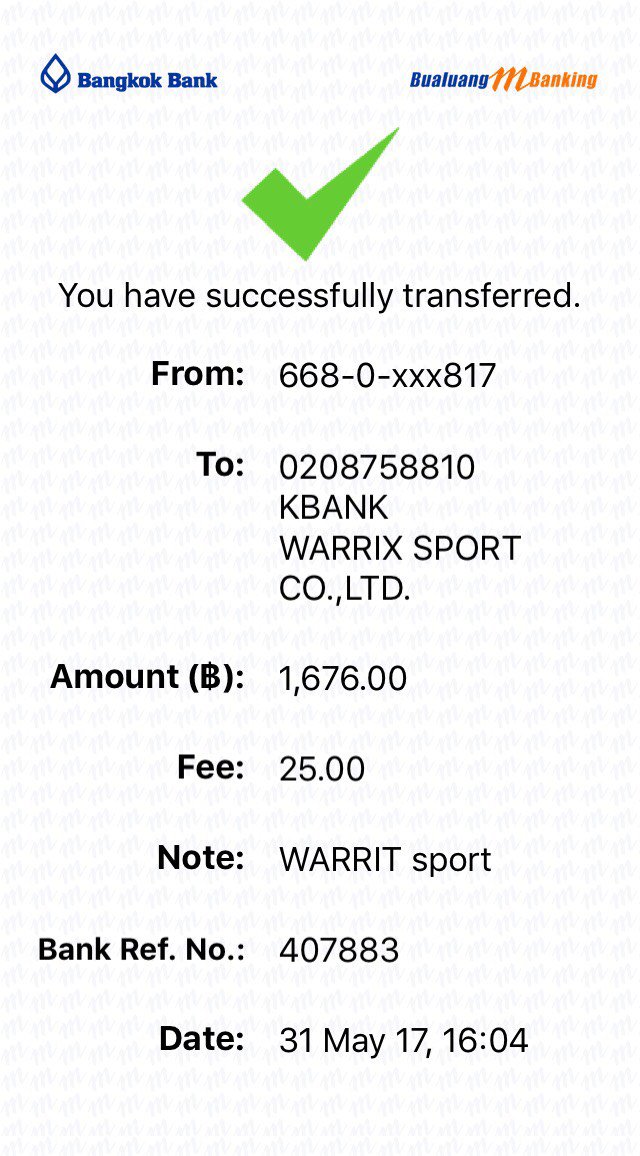 Bangkok Bank
Bualuang mBanking
You have successfully transferred.
From: 668-0-xxx817
To: 0208758810
KBANK
WARRIX SPORT
CO.,LTD.
Amount (฿): 1,676.00
Fee: 25.00
Note: WARRIT sport
Bank Ref. No.: 407883
Date: 31 May 17, 16:04